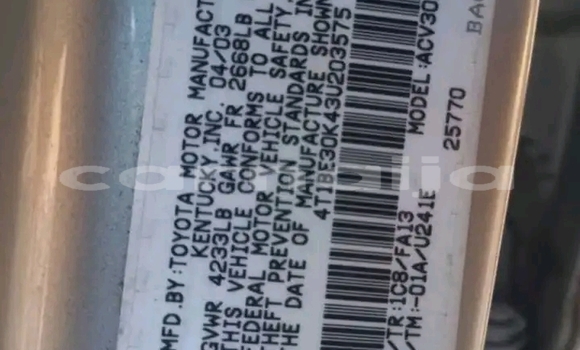 MFD.BY:TOYOTA MOTOR MANUFACT
KENTUCKY,INC. 04/03
GVWR 4233LB GAWR FR 2668LB
THIS VEHICLE CONFORMS TO ALL
FEDERAL MOTOR VEHICLE SAFETY,
THEFT PREVENTION STANDARDS IN
THE DATE OF MANUFACTURE SHOWN
4T1BE30K43U203575
/TR:1C8/FA13 MODEL:ACV30
/TM:-01A/U241E 25770
BAC